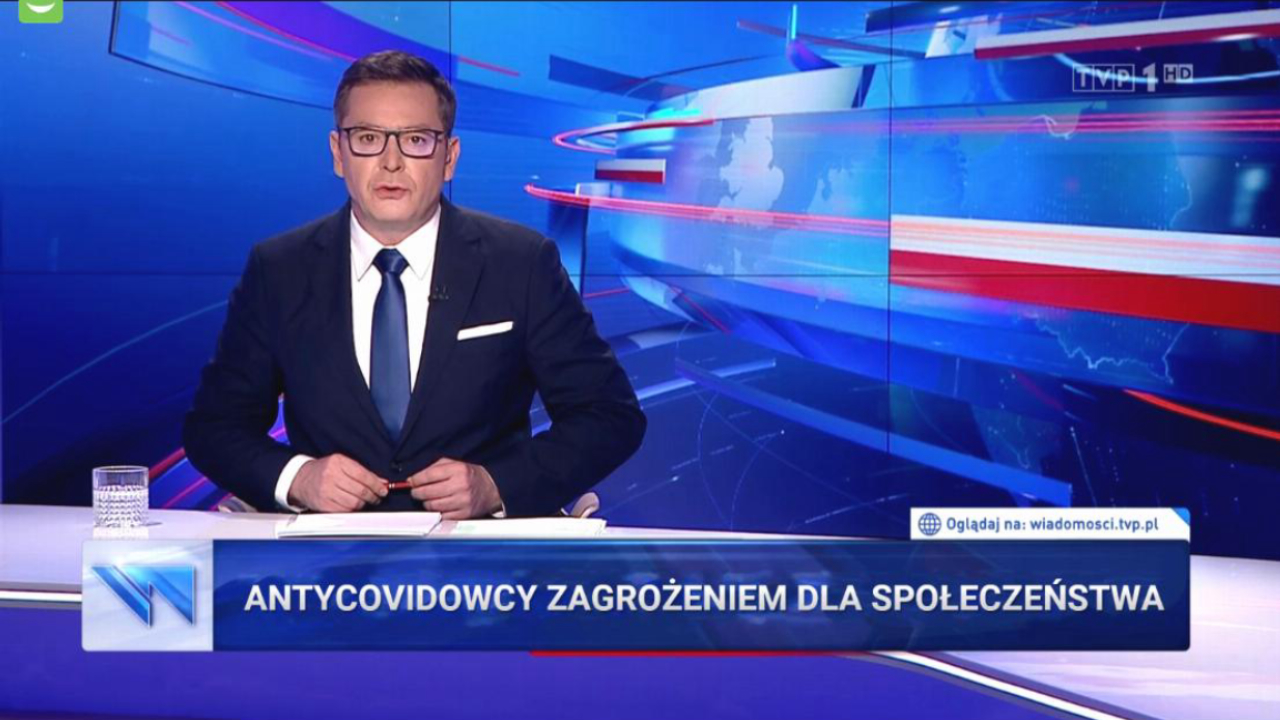 TVP 1 HD
Oglądaj na: wiadomosci.tvp.pl
ANTYCOVIDOWCY ZAGROŻENIEM DLA SPOŁECZEŃSTWA